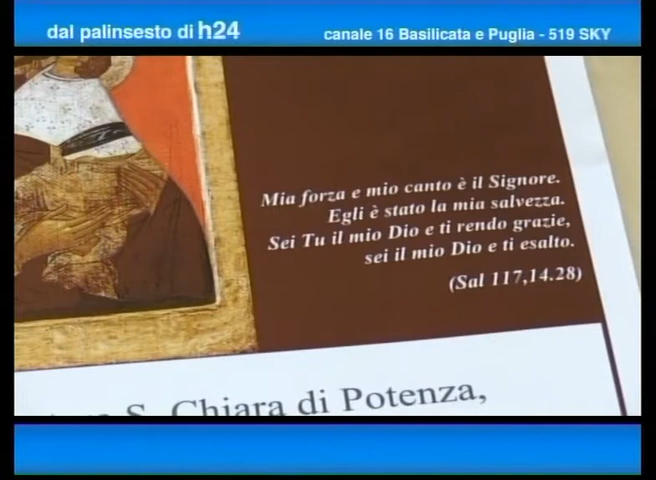 dal palinsesto di h24
canale 16 Basilicata e Puglia - 519 SKY
Mia forza e mio canto è il Signore.
Egli è stato la mia salvezza.
Sei Tu il mio Dio e ti rendo grazie,
sei il mio Dio e ti esalto.
(Sal 117,14.28)
S. Chiara di Potenza,